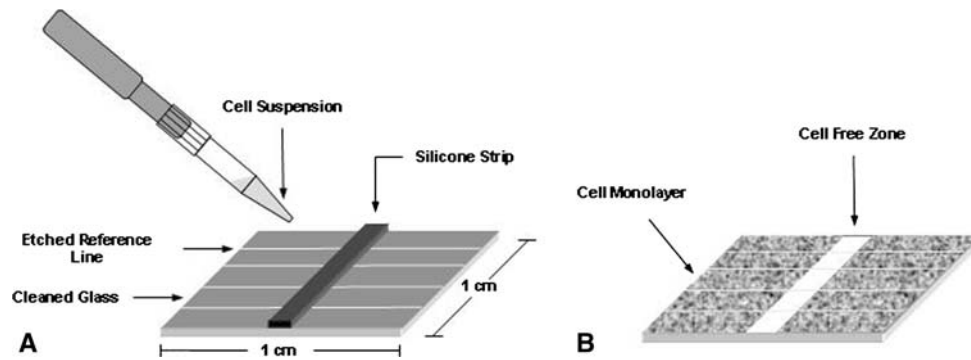 Cell Suspension
Silicone Strip
Etched Reference
Line
Cleaned Glass
1 cm
1 cm
A
Cell Free Zone
Cell Monolayer
B